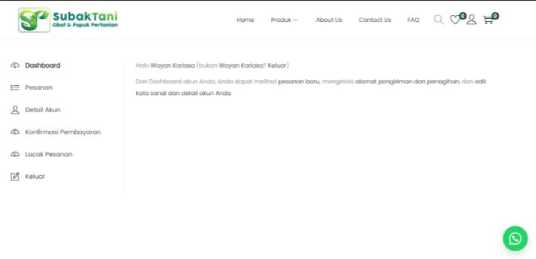 SubakTani
Obat & Pupuk Pertanian
Home
Produk
About Us
Contact Us
FAQ
0
0
Dashboard
Pesanan
Detail Akun
Konfirmasi Pembayaran
Lacak Pesanan
Keluar
Halo Wayan Kariasa (bukan Wayan Kariasa? Keluar)
Dari Dashboard akun Anda, Anda dapat melihat pesanan baru, mengelola alamat pengiriman dan penagihan, dan edit
kata sandi dan detail akun Anda.